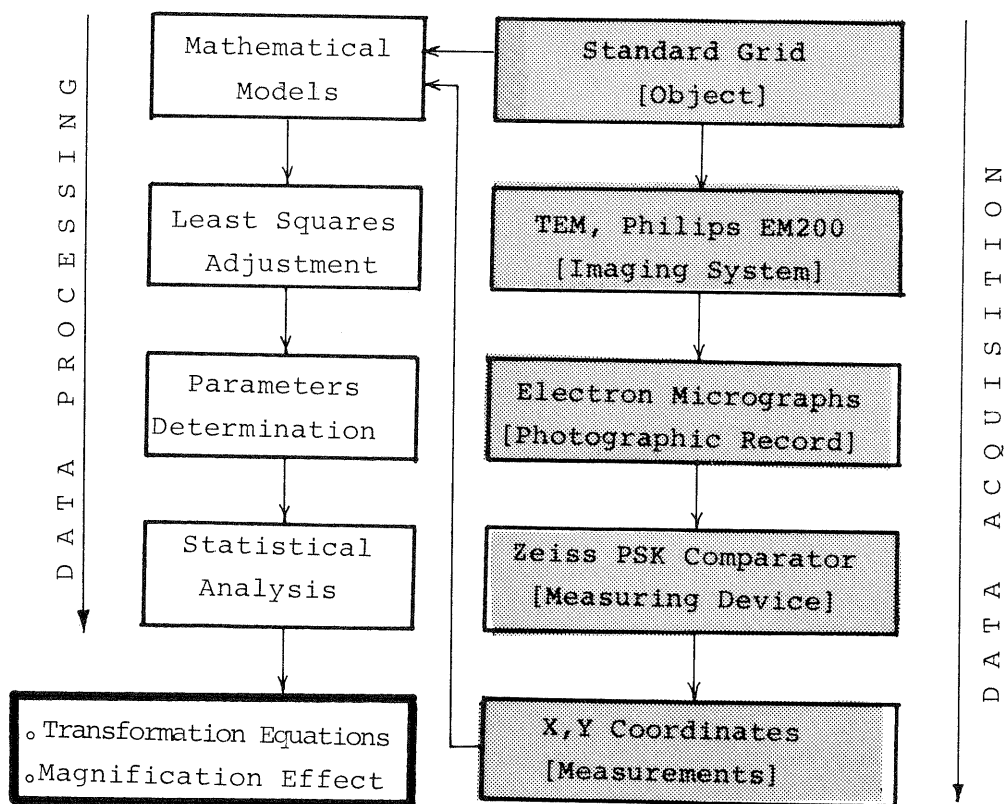 DATA PROCESSING
Mathematical
Models
Least Squares
Adjustment
Parameters
Determination
Statistical
Analysis
。Transformation Equations
。Magnification Effect
Standard Grid
[Object]
TEM, Philips EM200
[Imaging System]
Electron Micrographs
[Photographic Record]
Zeiss PSK Comparator
[Measuring Device]
X,Y Coordinates
[Measurements]
DATA ACQUISITION